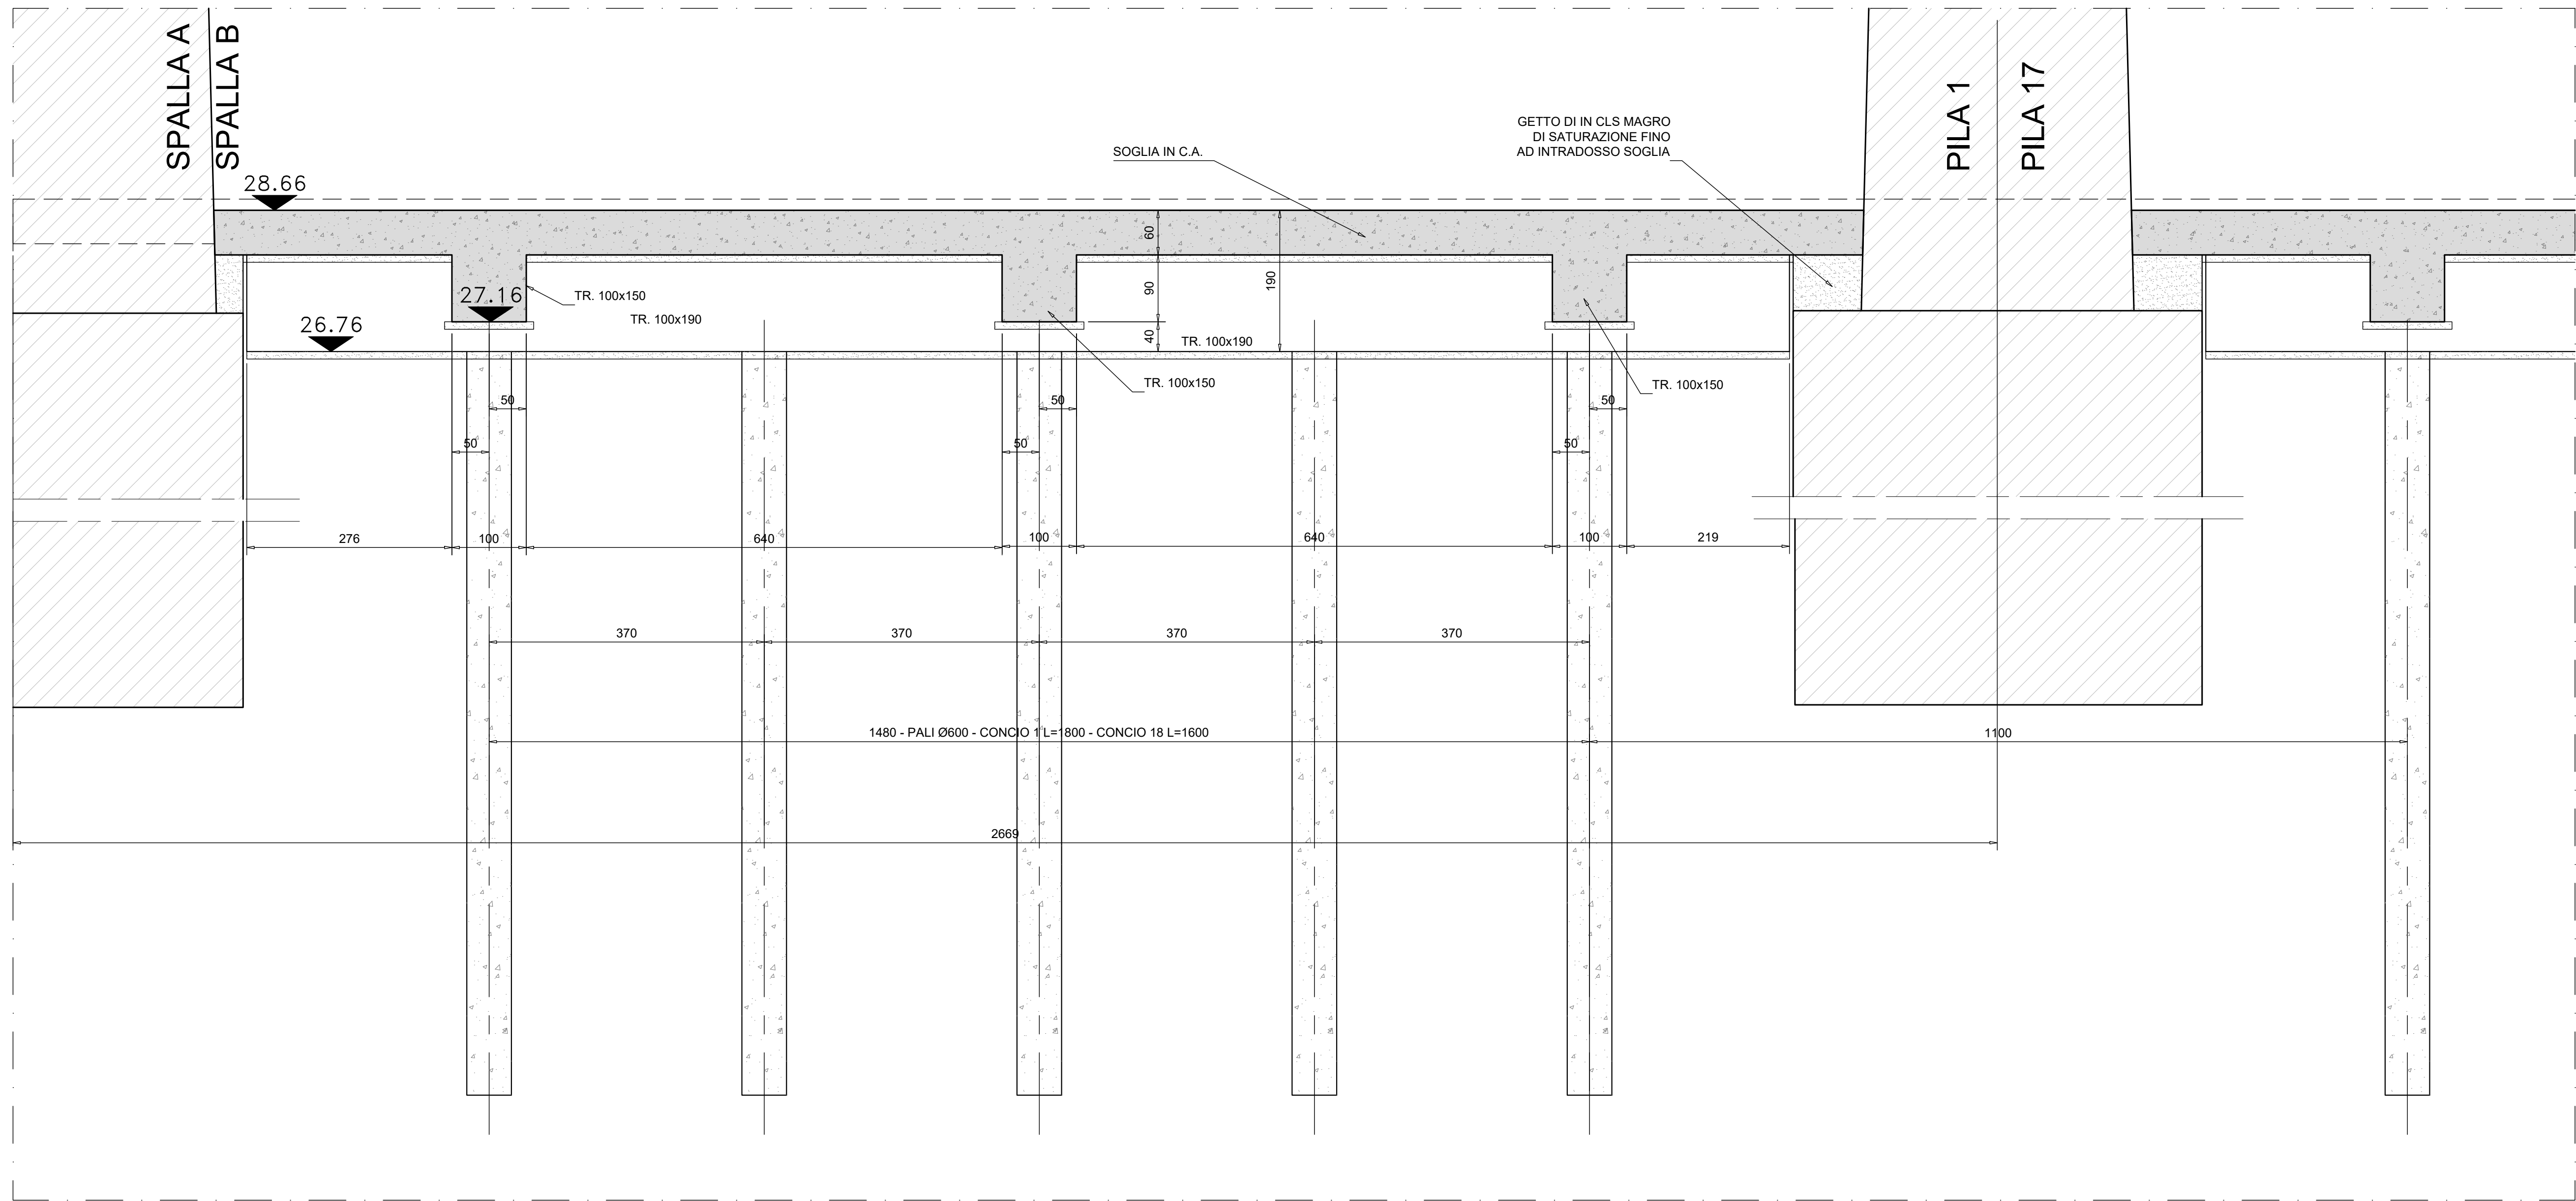 SPALLA A
SPALLA B
PILA 1
PILA 17
GETTO DI IN CLS MAGRO
DI SATURAZIONE FINO
AD INTRADOSSO SOGLIA
SOGLIA IN C.A.
28.66
60
190
90
27.16
TR. 100x150
TR. 100x190
26.76
40
TR. 100x190
TR. 100x150
TR. 100x150
50
50
50
50
50
50
276
100
640
100
640
100
219
370
370
370
370
1480 - PALI Ø600 - CONCIO 1 L=1800 - CONCIO 18 L=1600
1100
2669